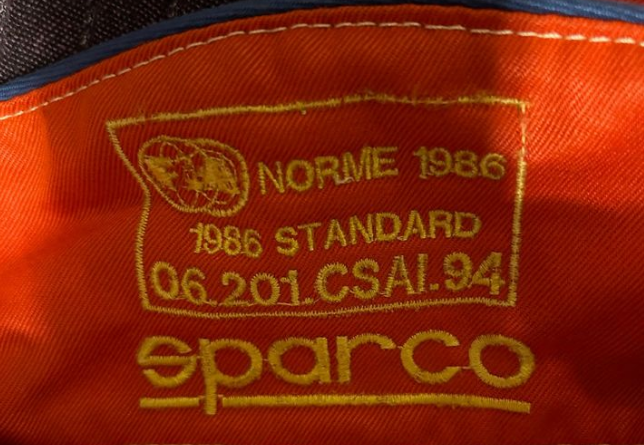 NORME 1986
1986 STANDARD
06.201.CSAI.94
sparco